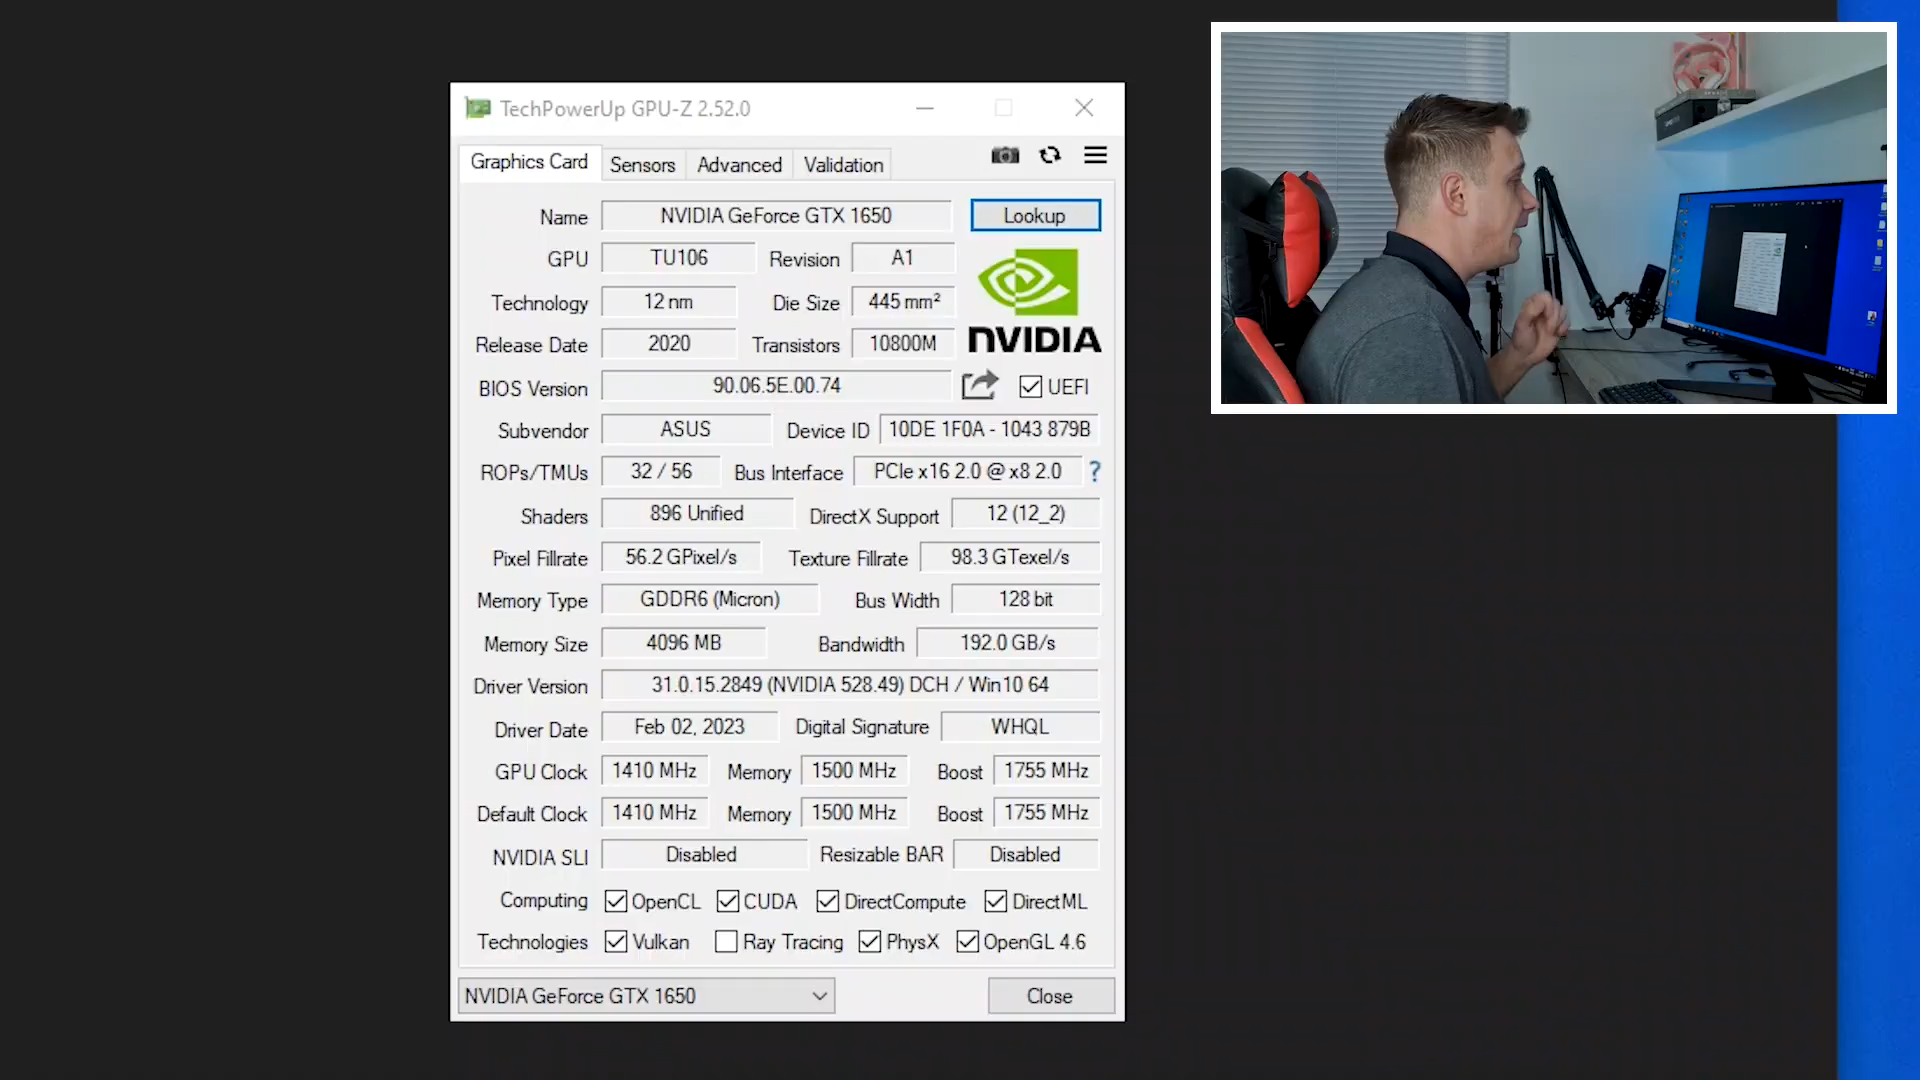 TechPowerUp GPU-Z 2.52.0
Graphics Card Sensors Advanced Validation
Name NVIDIA GeForce GTX 1650 Lookup
GPU TU106 Revision A1
Technology 12 nm Die Size 445 mm²
Release Date 2020 Transistors 10800M
NVIDIA
BIOS Version 90.06.5E.00.74 UEFI
Subvendor ASUS Device ID 10DE 1F0A - 1043 879B
ROPs/TMUs 32 / 56 Bus Interface PCIe x16 2.0 @ x8 2.0 ?
Shaders 896 Unified DirectX Support 12 (12_2)
Pixel Fillrate 56.2 GPixel/s Texture Fillrate 98.3 GTexel/s
Memory Type GDDR6 (Micron) Bus Width 128 bit
Memory Size 4096 MB Bandwidth 192.0 GB/s
Driver Version 31.0.15.2849 (NVIDIA 528.49) DCH / Win10 64
Driver Date Feb 02, 2023 Digital Signature WHQL
GPU Clock 1410 MHz Memory 1500 MHz Boost 1755 MHz
Default Clock 1410 MHz Memory 1500 MHz Boost 1755 MHz
NVIDIA SLI Disabled Resizable BAR Disabled
Computing OpenCL CUDA DirectCompute DirectML
Technologies Vulkan Ray Tracing PhysX OpenGL 4.6
NVIDIA GeForce GTX 1650 Close